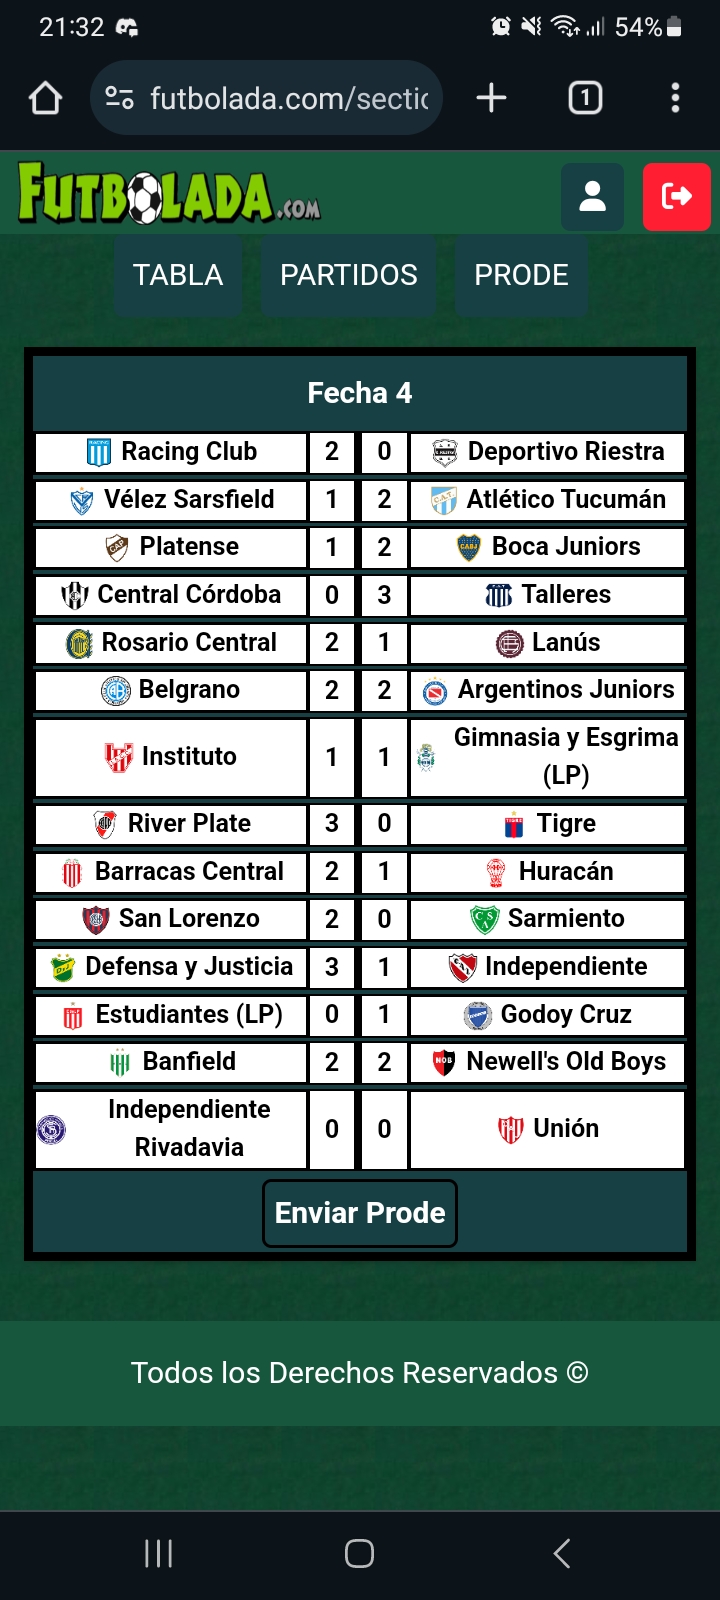 21:32 54%
futbolada.com/sectic
FUTBOLADA.COM
TABLA PARTIDOS PRODE
Fecha 4
Racing Club 2 0 Deportivo Riestra
Vélez Sarsfield 1 2 Atlético Tucumán
Platense 1 2 Boca Juniors
Central Córdoba 0 3 Talleres
Rosario Central 2 1 Lanús
Belgrano 2 2 Argentinos Juniors
Instituto 1 1 Gimnasia y Esgrima
(LP)
River Plate 3 0 Tigre
Barracas Central 2 1 Huracán
San Lorenzo 2 0 Sarmiento
Defensa y Justicia 3 1 Independiente
Estudiantes (LP) 0 1 Godoy Cruz
Banfield 2 2 Newell's Old Boys
Independiente
Rivadavia 0 0 Unión
Enviar Prode
Todos los Derechos Reservados ©